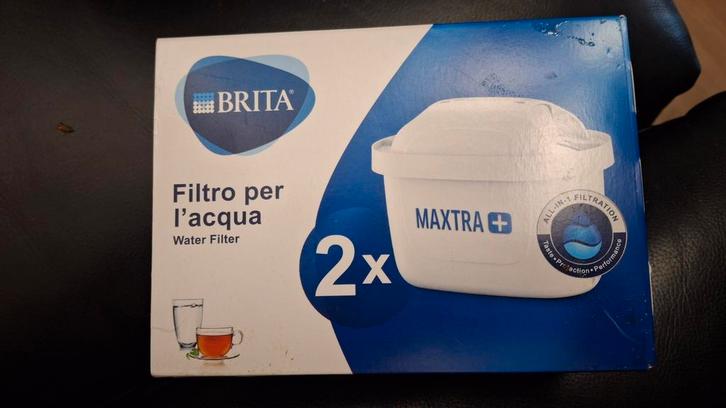 BRITA®
Filtro per
l'acqua
Water Filter
2x
MAXTRA +
ALL-IN-1 FILTRATION
Taste • Protection • Performance